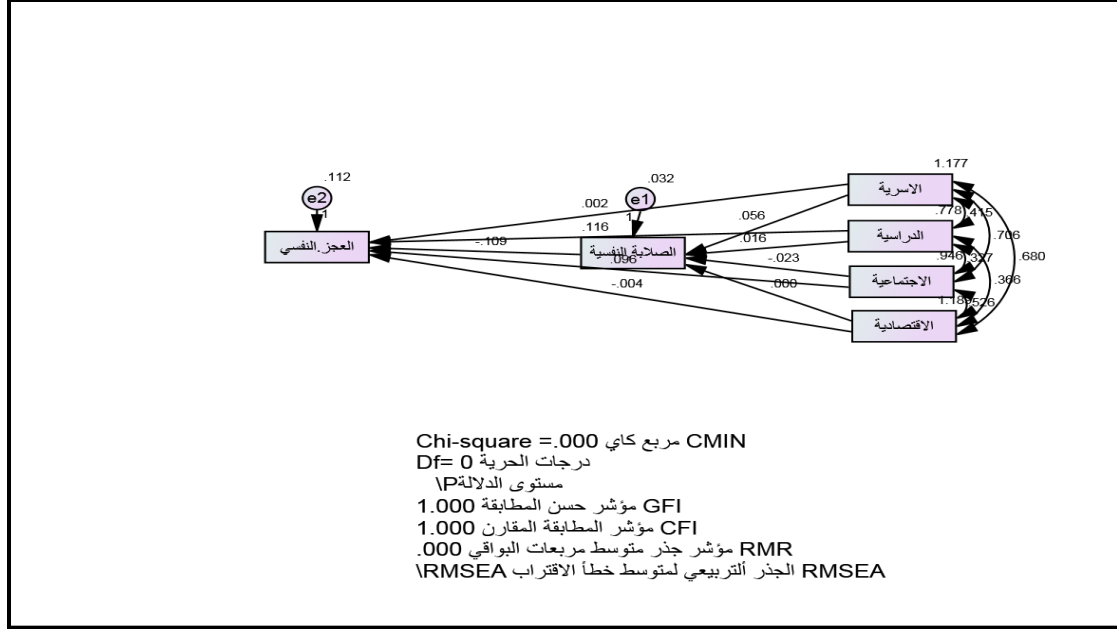 1.177
.112
.032
e2
e1
الاسرية
.002
1
1
.056
.778
.415
.116
.016
الدراسية
.706
العجز.النفسي
-.109
الصلابة.النفسية
.096
-.023
.946
.337
.680
-.004
.000
الاجتماعية
.366
1.185
.526
الاقتصادية
Chi-square =.000 مربع كاي CMIN
Df= 0 درجات الحرية
مستوى الدلالةP\
1.000 مؤشر حسن المطابقة GFI
1.000 مؤشر المطابقة المقارن CFI
.000 مؤشر جذر متوسط مربعات البواقي RMR
\RMSEA الجذر ألتربيعي لمتوسط خطأ الاقتراب RMSEA